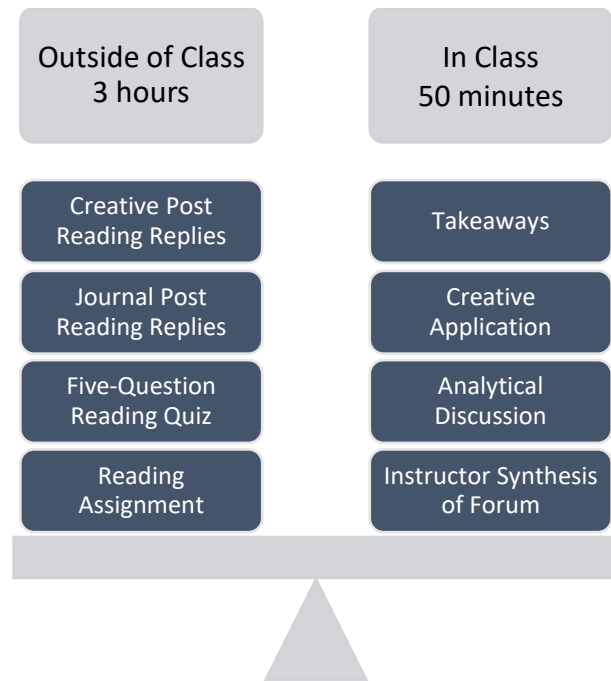 Outside of Class
3 hours
In Class
50 minutes
Creative Post
Reading Replies
Takeaways
Journal Post
Reading Replies
Creative
Application
Five-Question
Reading Quiz
Analytical
Discussion
Reading
Assignment
Instructor Synthesis
of Forum